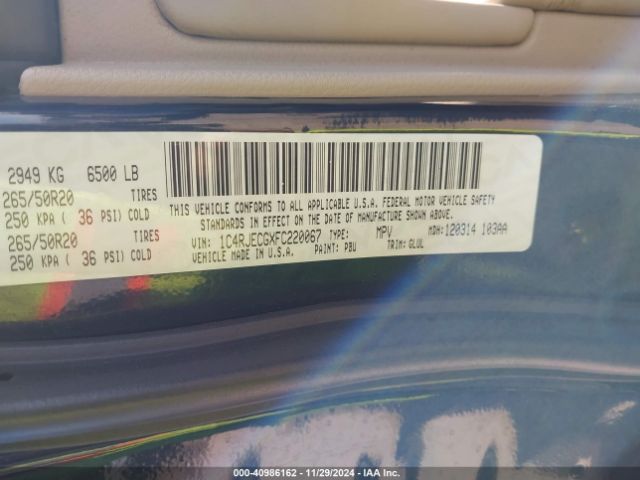 2949 KG 6500 LB
265/50R20 TIRES
250 KPA ( 36 PSI) COLD
265/50R20 TIRES
250 KPA ( 36 PSI) COLD
THIS VEHICLE CONFORMS TO ALL APPLICABLE U.S.A. FEDERAL MOTOR VEHICLE SAFETY
STANDARDS IN EFFECT ON THE DATE OF MANUFACTURE SHOWN ABOVE.
VIN: 1C4RJECGXFC220067 TYPE: MPV MDH: 120314 103AA
VEHICLE MADE IN U.S.A. PAINT: PBU TRIM: GLUL
000-40986162 - 11/29/2024 - IAA Inc.